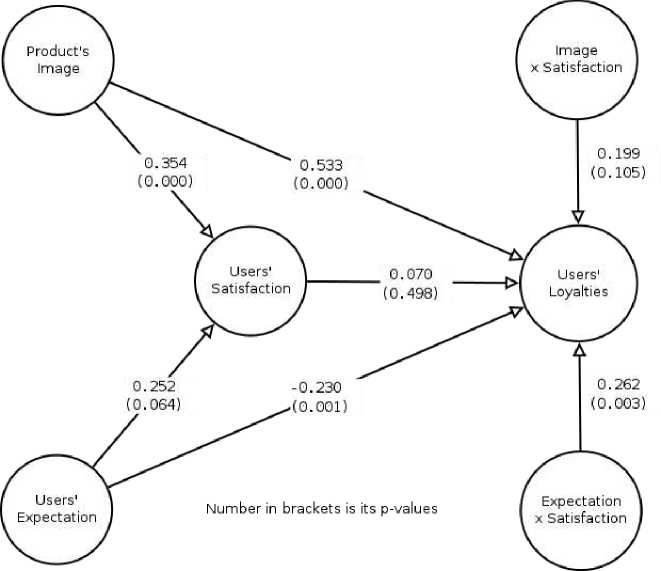 Product's
Image
Image
x Satisfaction
0.354
(0.000)
0.533
(0.000)
0.199
(0.105)
Users'
Satisfaction
0.070
(0.498)
Users'
Loyalties
0.252
(0.064)
-0.230
(0.001)
0.262
(0.003)
Users'
Expectation
Number in brackets is its p-values
Expectation
x Satisfaction